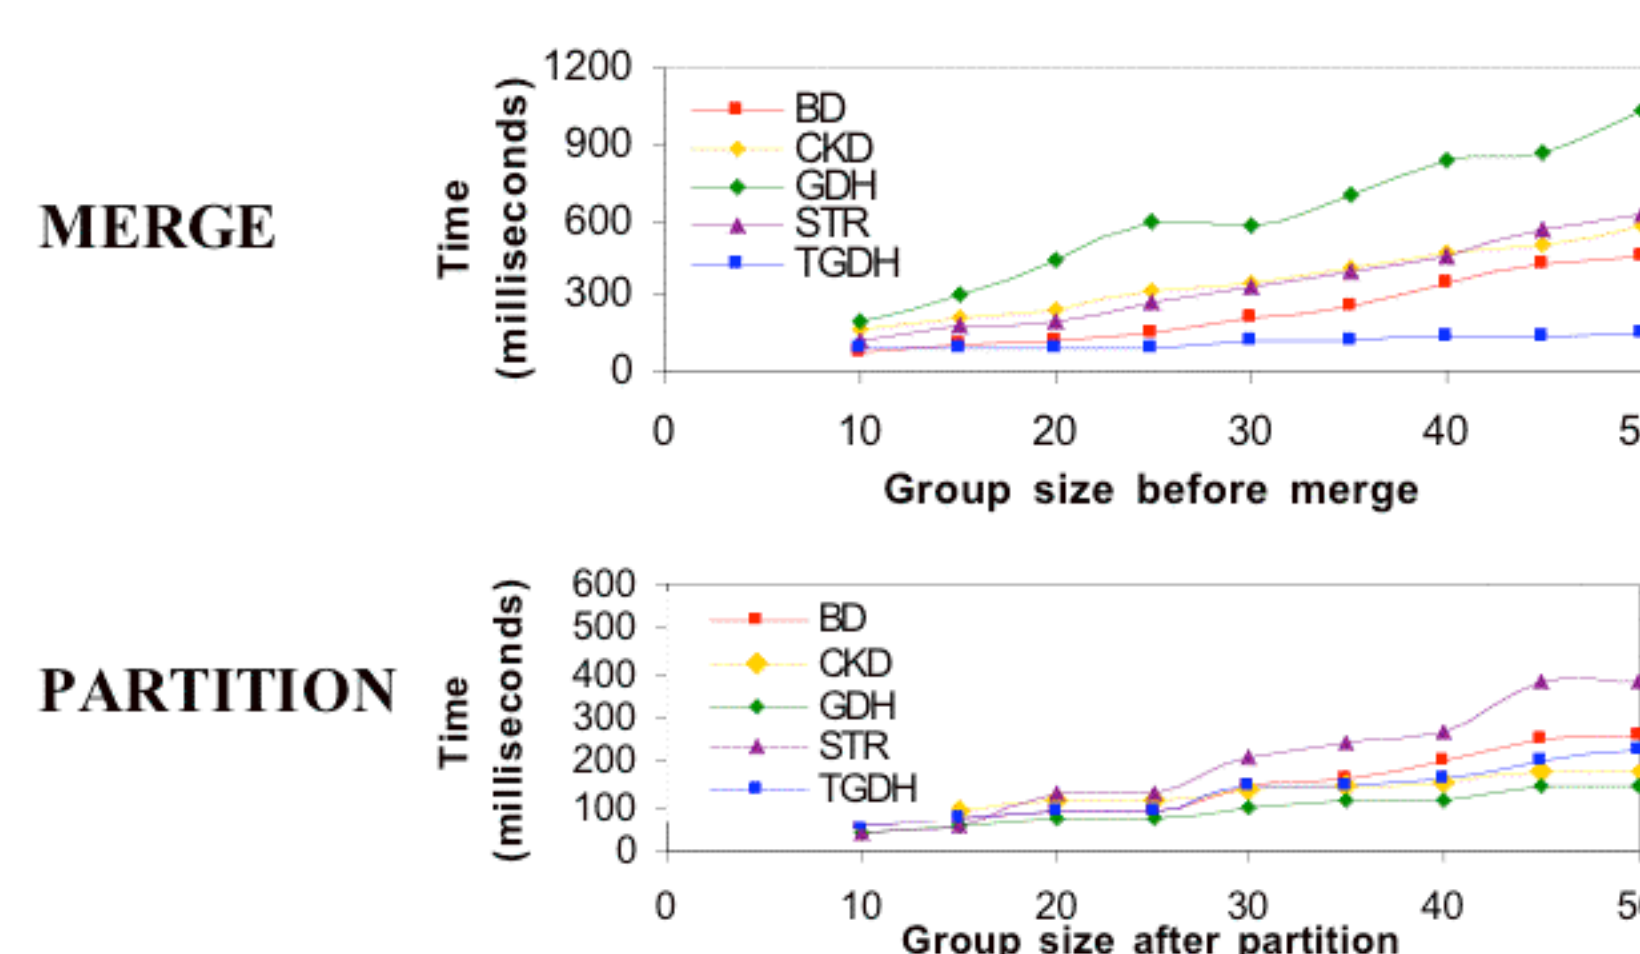 MERGE
Time
(milliseconds)
1200
900
600
300
0
BD
CKD
GDH
STR
TGDH
0 10 20 30 40 5
Group size before merge
PARTITION
Time
(milliseconds)
600
500
400
300
200
100
0
BD
CKD
GDH
STR
TGDH
0 10 20 30 40 50
Group size after partition